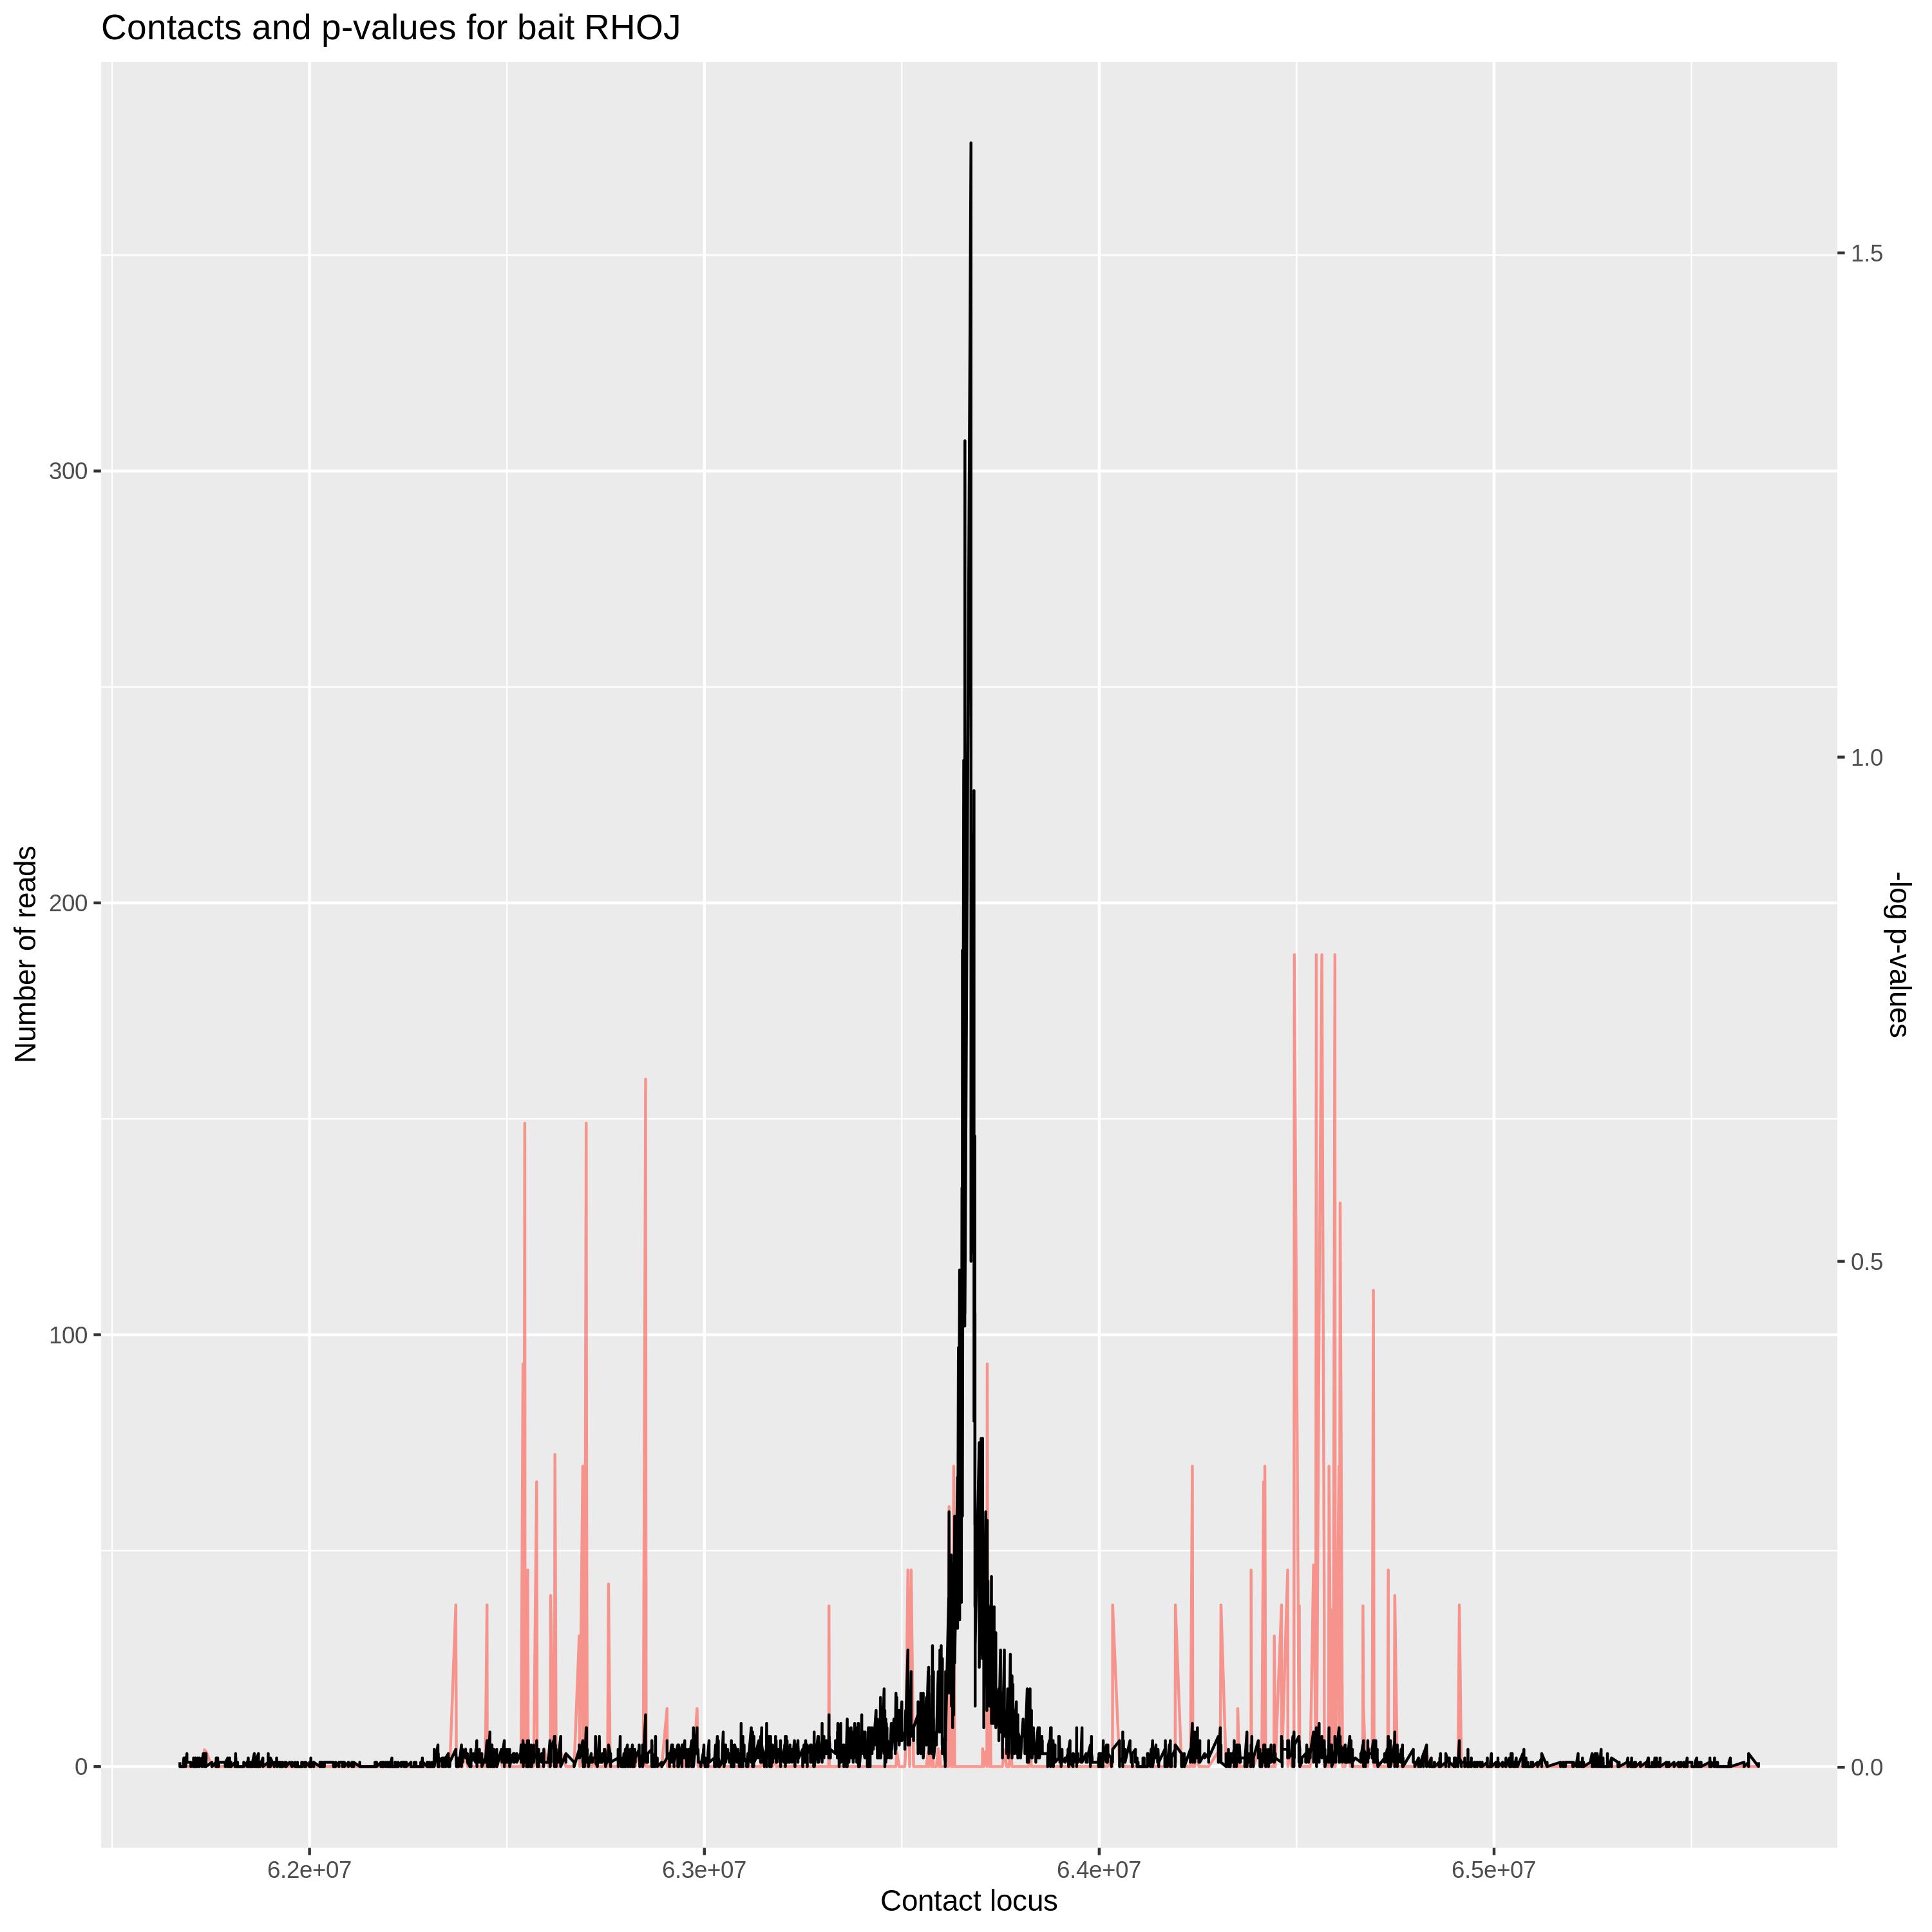 Contacts and p-values for bait RHOJ
Number of reads
300
200
100
0
1.5
1.0
0.5
0.0
-log p-values
6.2e+07 6.3e+07 6.4e+07 6.5e+07
Contact locus